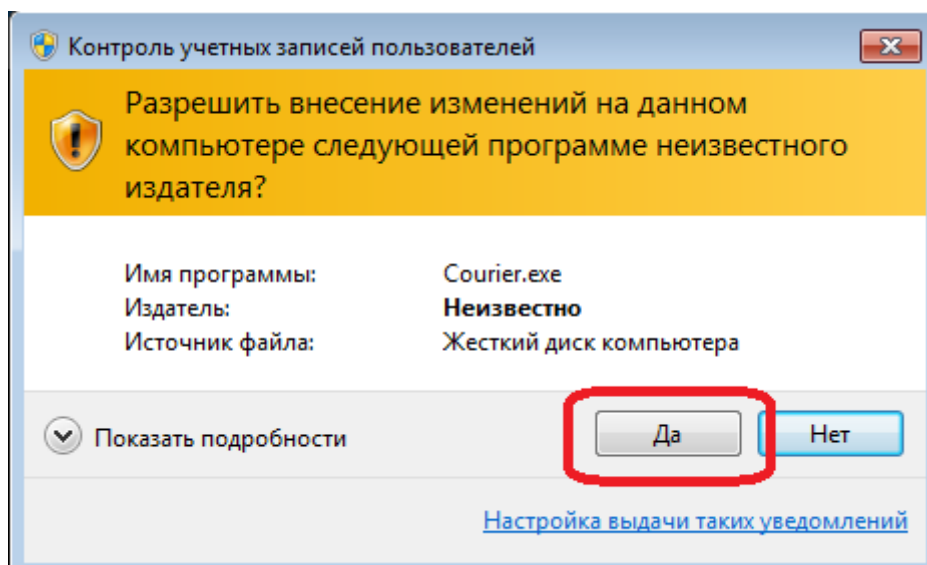 Контроль учетных записей пользователей
Разрешить внесение изменений на данном
компьютере следующей программе неизвестного
издателя?
Имя программы: Courier.exe
Издатель: Неизвестно
Источник файла: Жесткий диск компьютера
Показать подробности Да Нет
Настройка выдачи таких уведомлений